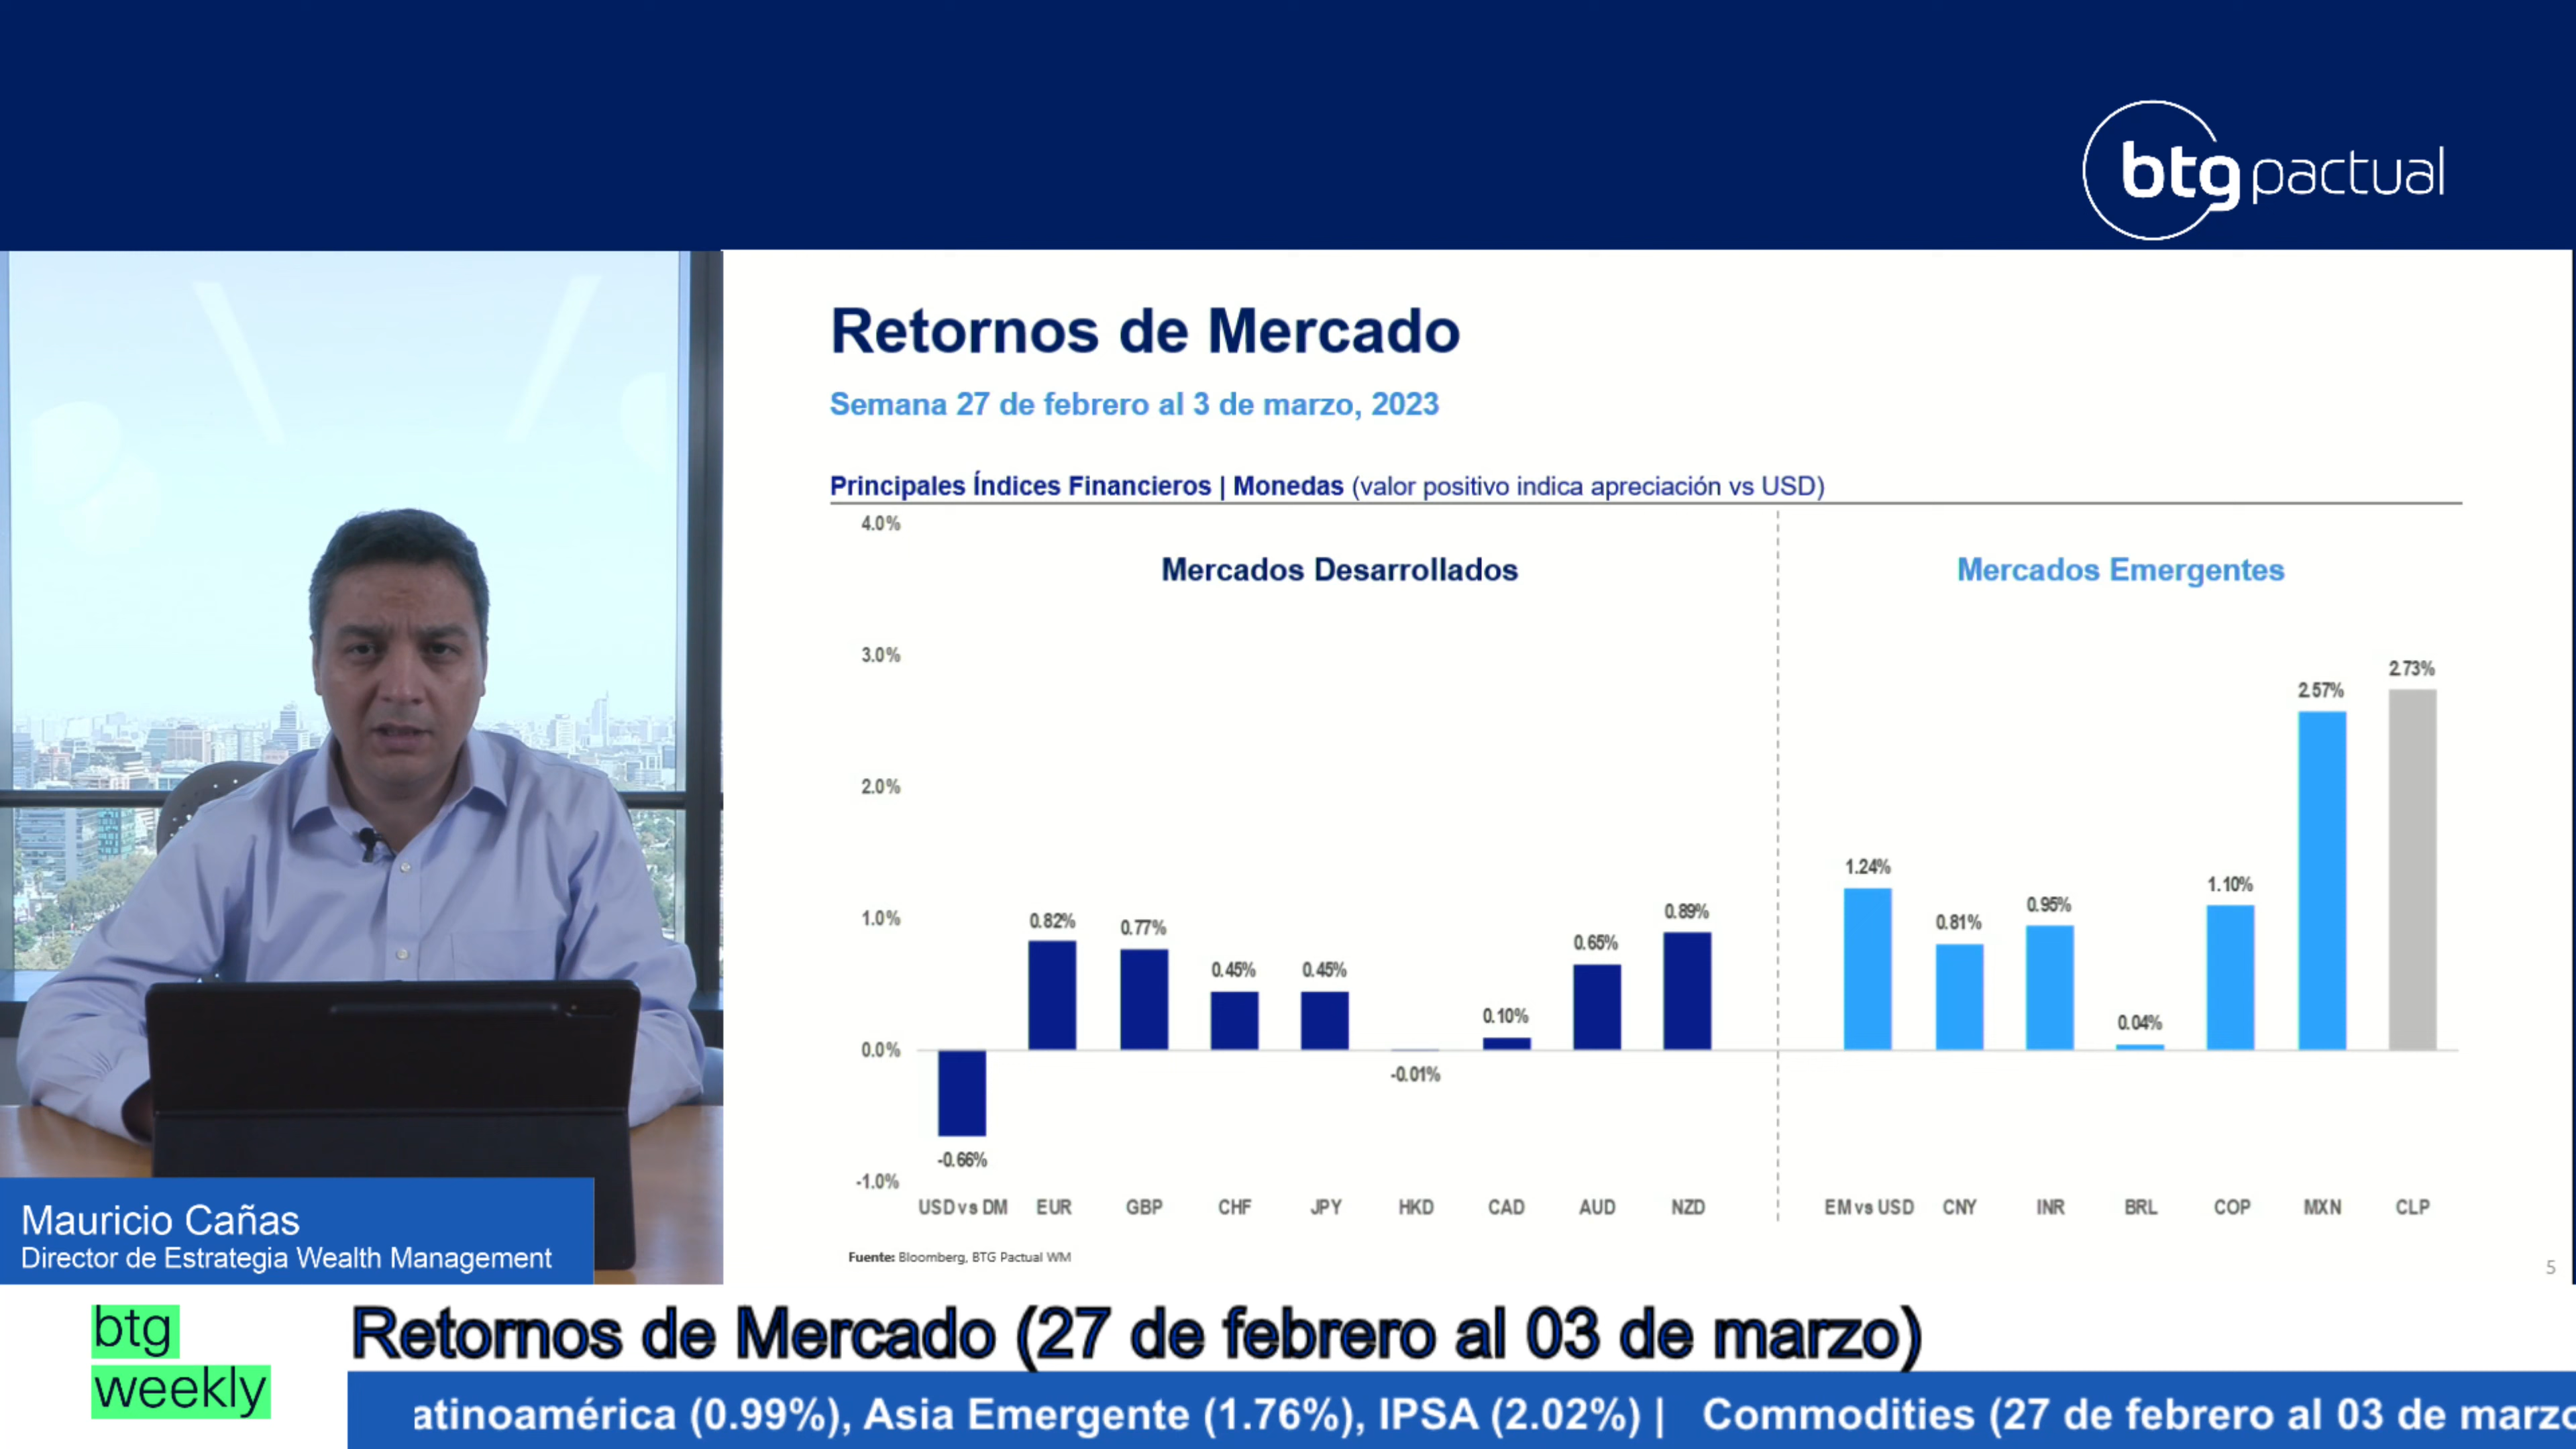 btg pactual
Retornos de Mercado
Semana 27 de febrero al 3 de marzo, 2023
Principales Índices Financieros | Monedas (valor positivo indica apreciación vs USD)
4.0%
3.0%
2.0%
1.0%
0.0%
-1.0%
Mercados Desarrollados
-0.66%
0.82%
0.77%
0.45%
0.45%
-0.01%
0.10%
0.65%
0.89%
USD vs DM EUR GBP CHF JPY HKD CAD AUD NZD
Mercados Emergentes
1.24%
0.81%
0.95%
0.04%
1.10%
2.57%
2.73%
EM vs USD CNY INR BRL COP MXN CLP
Fuente: Bloomberg, BTG Pactual WM
5
Mauricio Cañas
Director de Estrategia Wealth Management
btg
weekly
Retornos de Mercado (27 de febrero al 03 de marzo)
atinoamérica (0.99%), Asia Emergente (1.76%), IPSA (2.02%) | Commodities (27 de febrero al 03 de marzo